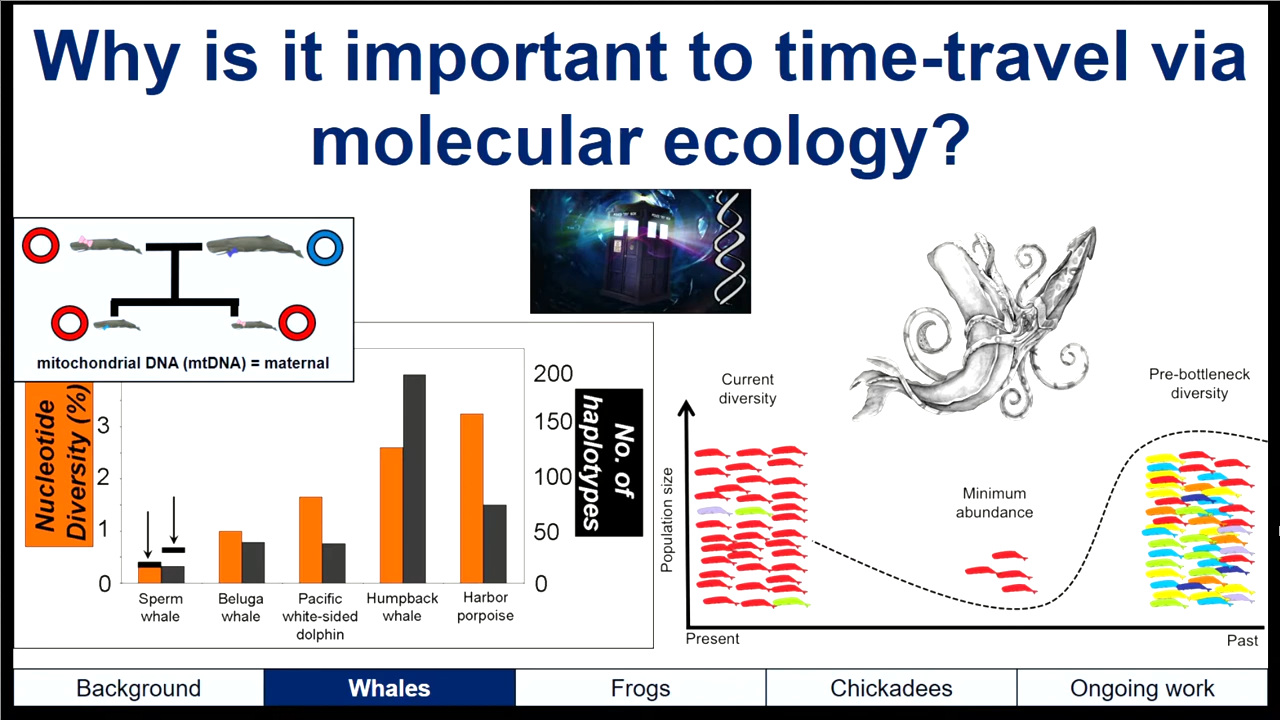 Why is it important to time-travel via
molecular ecology?
mitochondrial DNA (mtDNA) = maternal
Nucleotide
Diversity (%)
3
2
1
0
200
150
100
50
0
No. of
haplotypes
Sperm
whale
Beluga
whale
Pacific
white-sided
dolphin
Humpback
whale
Harbor
porpoise
Current
diversity
Population size
Minimum
abundance
Pre-bottleneck
diversity
Present
Past
Background
Whales
Frogs
Chickadees
Ongoing work